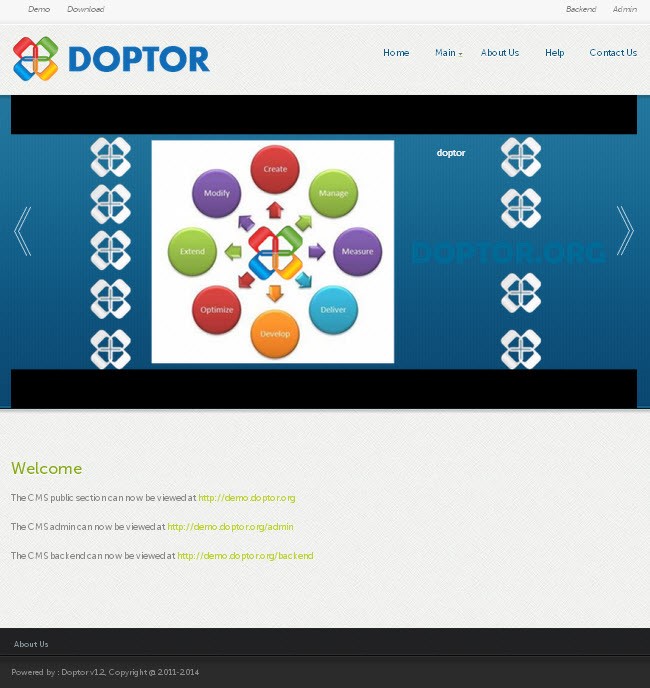 Demo Download Backend Admin
DOPTOR Home Main About Us Help Contact Us
doptor
Create
Modify Manage
Extend Measure
DOPTOR.ORG
Optimize Deliver
Develop
Welcome
The CMS public section can now be viewed at http://demo.doptor.org
The CMS admin can now be viewed at http://demo.doptor.org/admin
The CMS backend can now be viewed at http://demo.doptor.org/backend
About Us
Powered by : Doptor v1.2, Copyright @ 2011-2014